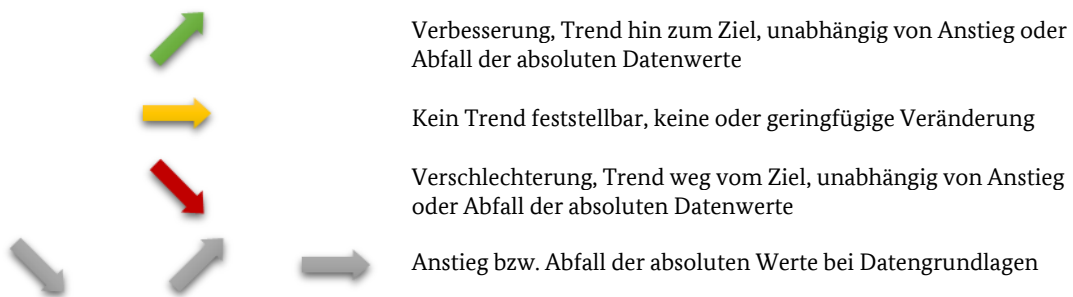 Verbesserung, Trend hin zum Ziel, unabhängig von Anstieg oder
Abfall der absoluten Datenwerte
Kein Trend feststellbar, keine oder geringfügige Veränderung
Verschlechterung, Trend weg vom Ziel, unabhängig von Anstieg
oder Abfall der absoluten Datenwerte
Anstieg bzw. Abfall der absoluten Werte bei Datengrundlagen